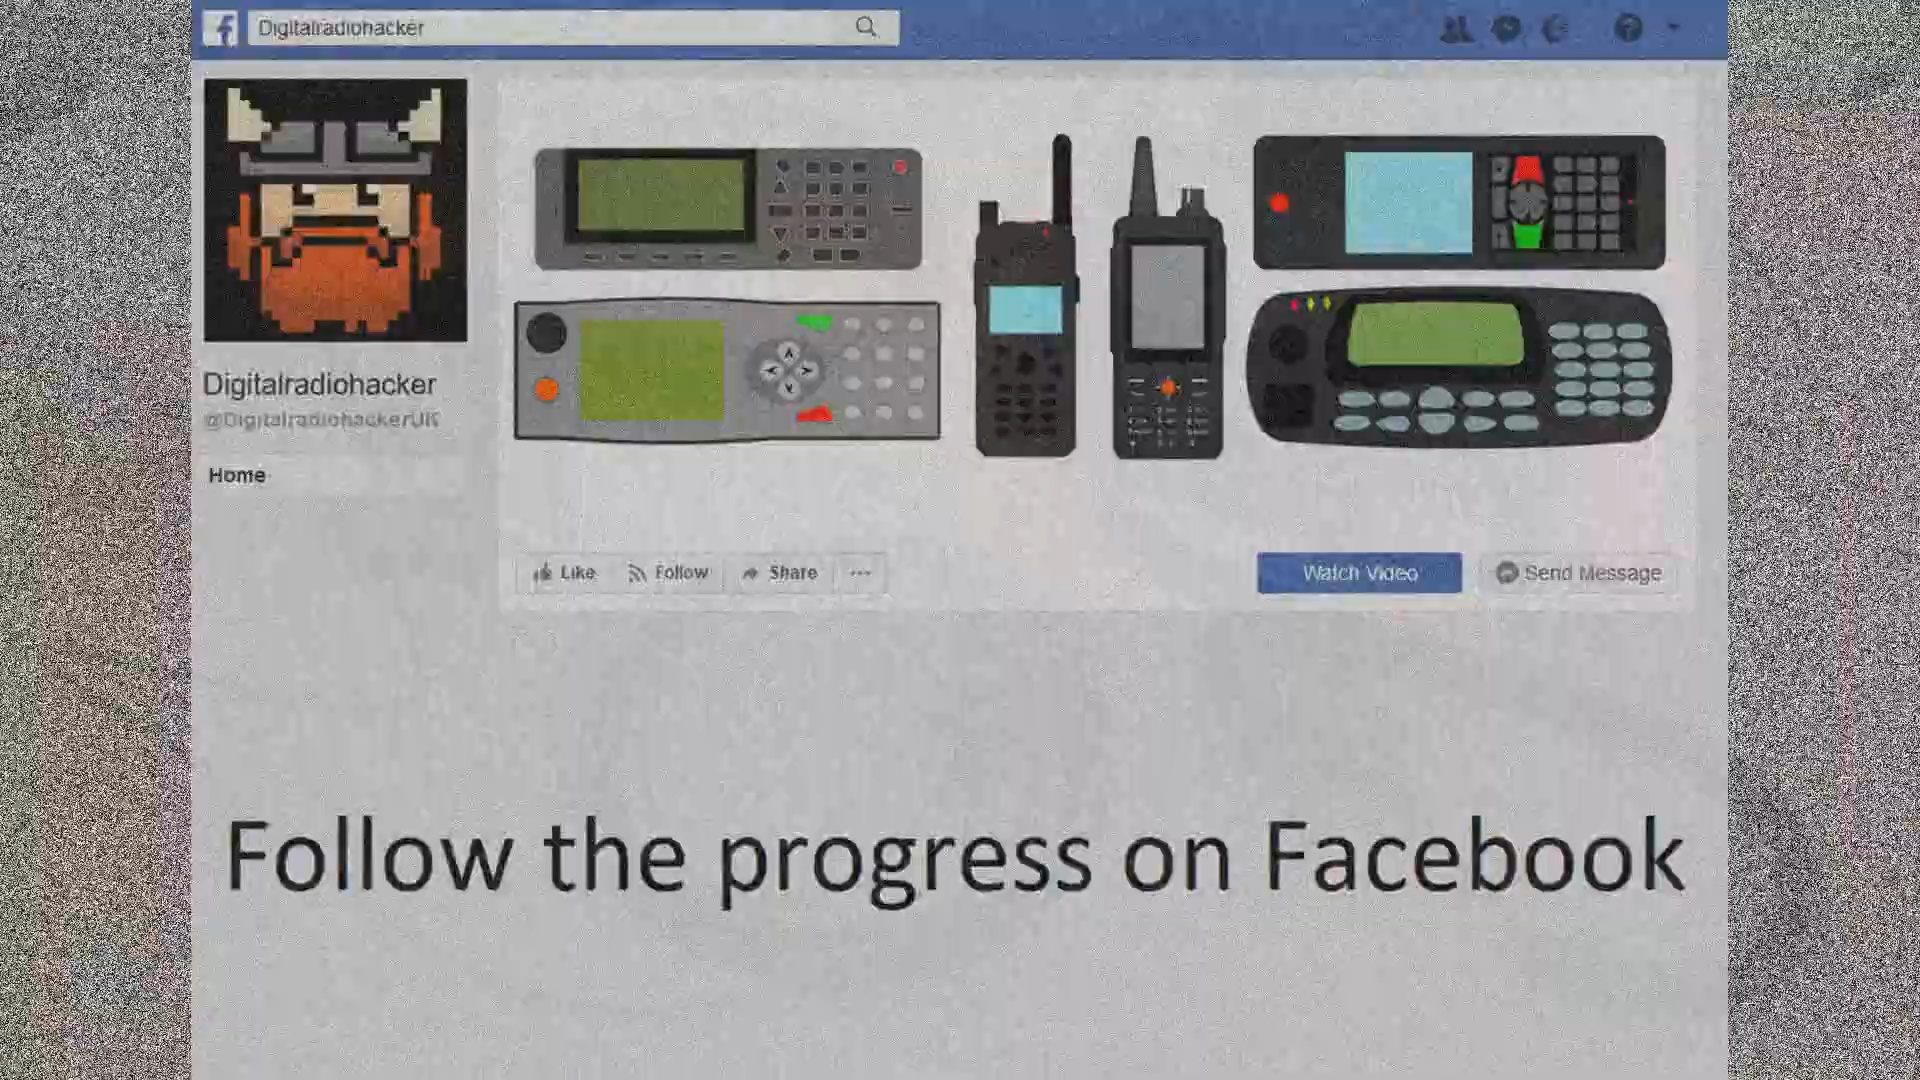 Digitalradiohacker
Digitalradiohacker
@DigitalradiohackerUK
Home
Like
Follow
Share
Watch Video
Send Message
Follow the progress on Facebook